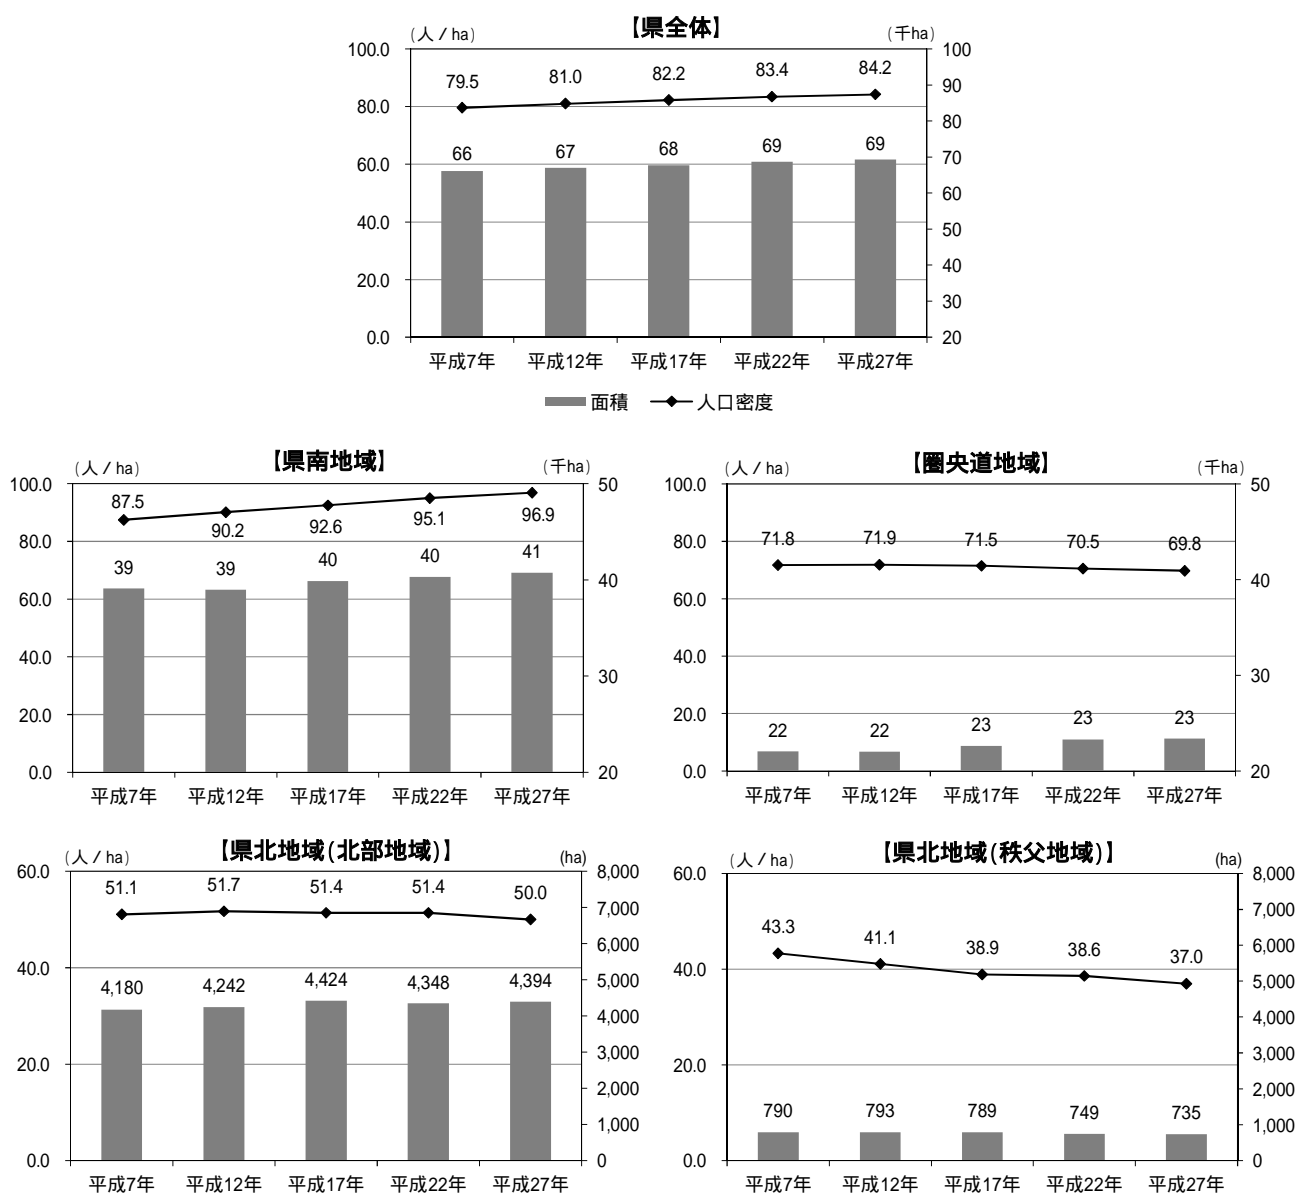 【県全体】
(人/ha)
(千ha)
100.0
80.0
60.0
40.0
20.0
0.0
79.5 81.0 82.2 83.4 84.2
66 67 68 69 69
100
90
80
70
60
50
40
30
20
平成7年 平成12年 平成17年 平成22年 平成27年
面積 人口密度
【県南地域】
(人/ha)
(千ha)
100.0
80.0
60.0
40.0
20.0
0.0
87.5 90.2 92.6 95.1 96.9
39 39 40 40 41
50
40
30
20
平成7年 平成12年 平成17年 平成22年 平成27年
【圏央道地域】
(人/ha)
(千ha)
100.0
80.0
60.0
40.0
20.0
0.0
71.8 71.9 71.5 70.5 69.8
22 22 23 23 23
50
40
30
20
平成7年 平成12年 平成17年 平成22年 平成27年
【県北地域(北部地域)】
(人/ha)
(ha)
60.0
40.0
20.0
0.0
51.1 51.7 51.4 51.4 50.0
4,180 4,242 4,424 4,348 4,394
8,000
7,000
6,000
5,000
4,000
3,000
2,000
1,000
0
平成7年 平成12年 平成17年 平成22年 平成27年
【県北地域(秩父地域)】
(人/ha)
(ha)
60.0
40.0
20.0
0.0
43.3 41.1 38.9 38.6 37.0
790 793 789 749 735
8,000
7,000
6,000
5,000
4,000
3,000
2,000
1,000
0
平成7年 平成12年 平成17年 平成22年 平成27年